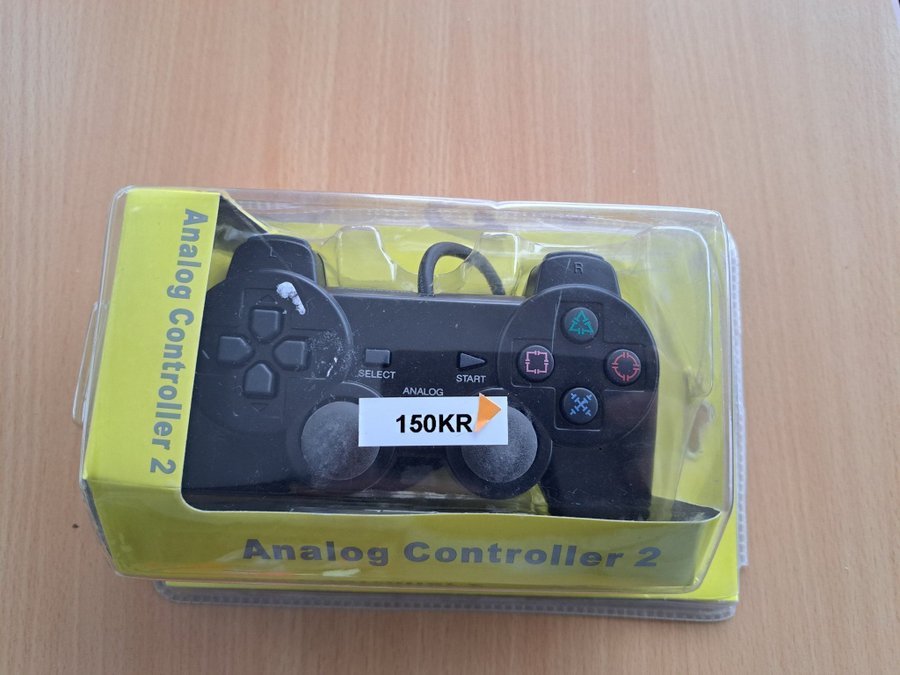 Analog Controller 2
L
R
SELECT
START
ANALOG
150KR
Analog Controller 2